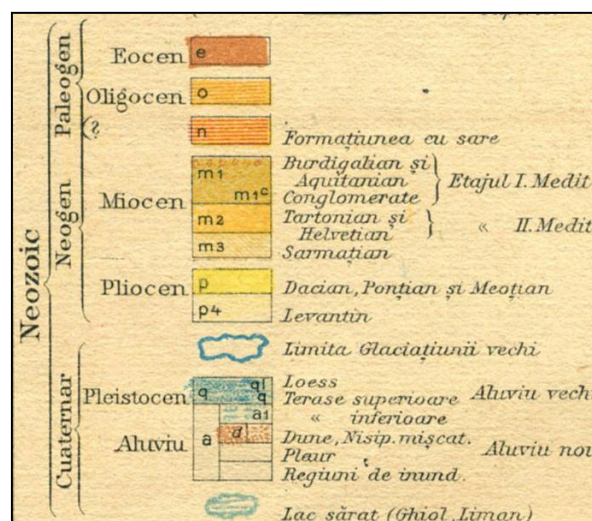 Neozoic
Paleogen
Eocen e
Oligocen o
(? n Formațiunea cu sare
Neogen
Miocen
m1 Burdigalian și
Aquitanian
m1c Conglomerate
Etajul I. Medit
m2 Tartonian și
Helvetian
« II. Medit
m3 Sarmațian
Pliocen
p Dacian, Ponțian și Meoțian
p4 Levantin
Limita Glaciațiunii vechi
Cuaternar
Pleistocen
q ql Loess
q Terase superioare
Aluviu vechi
a1 « inferioare
Aluviu a
d Dune, Nisip. mișcat.
Pleur
Aluviu nou
Regiuni de inund.
Lac sărat (Ghiol, Liman)